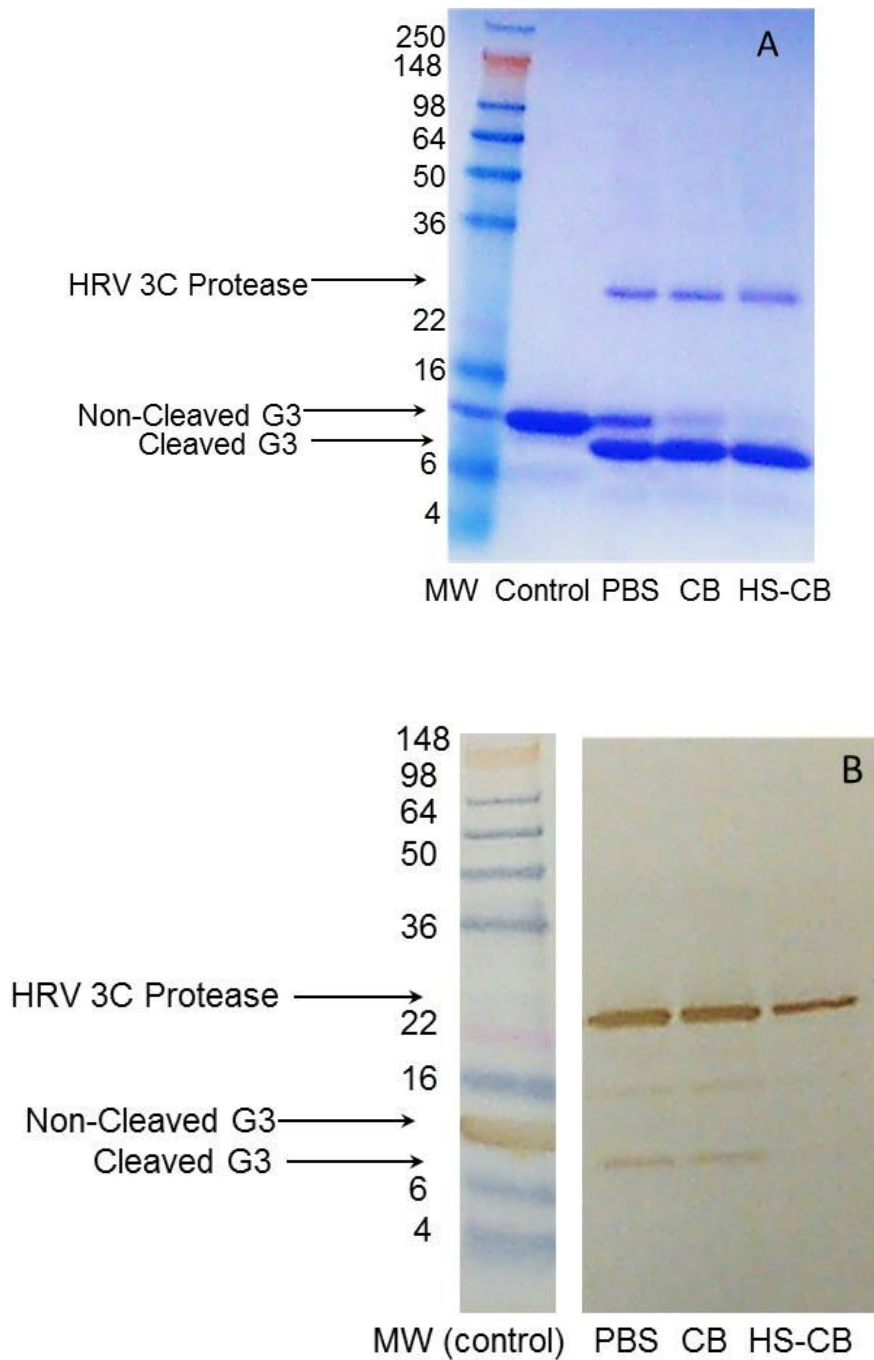 A
250
148
98
64
50
36
HRV 3C Protease
22
16
Non-Cleaved G3
Cleaved G3
6
4
MW Control PBS CB HS-CB
B
148
98
64
50
36
HRV 3C Protease
22
16
Non-Cleaved G3
Cleaved G3
6
4
MW (control) PBS CB HS-CB